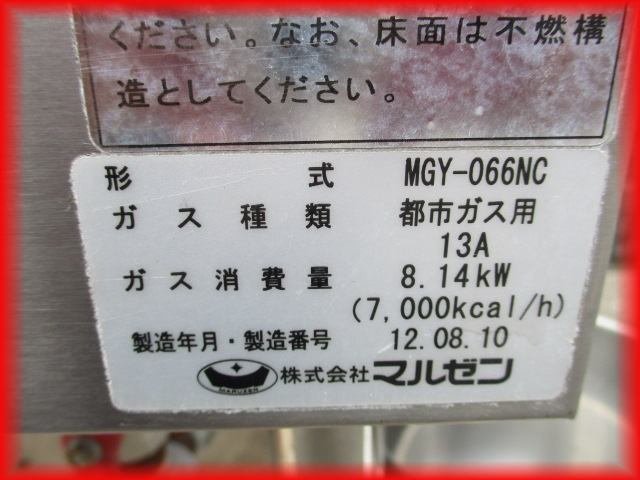 ください。なお、床面は不燃構
造としてください。
形式 MGY-066NC
ガス種類 都市ガス用
13A
ガス消費量 8.14kW
(7,000kcal/h)
製造年月・製造番号 12.08.10
MARUZEN 株式会社マルゼン